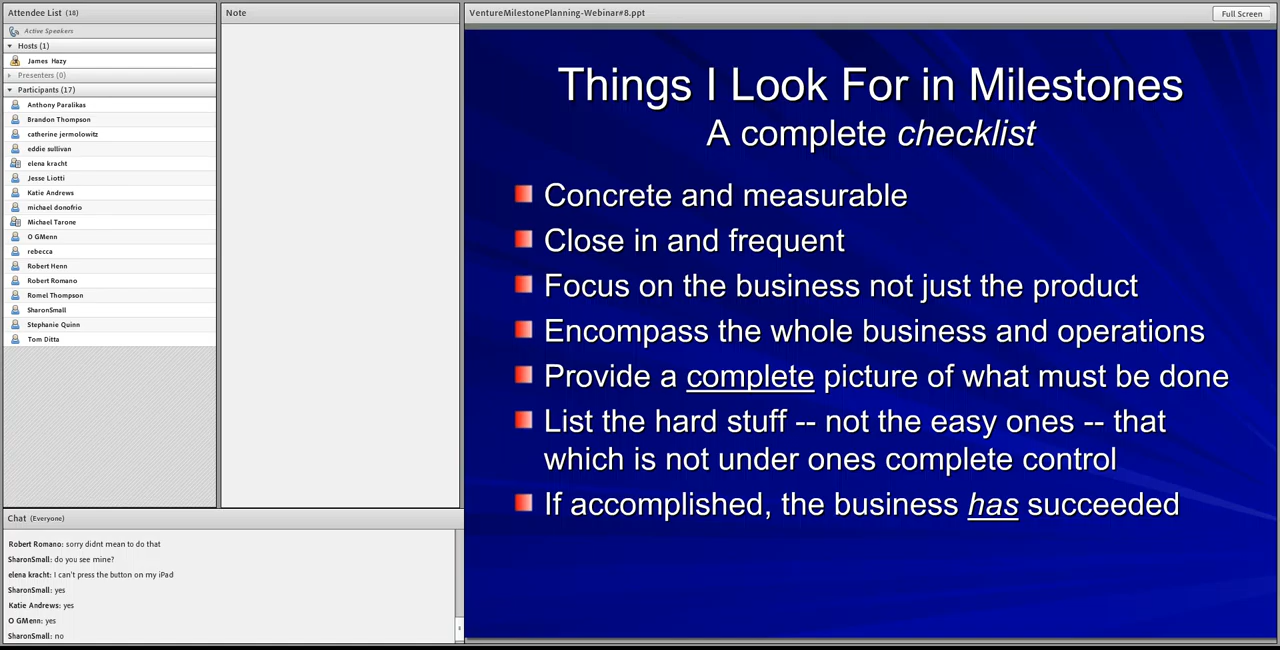 Attendee List (18)
Active Speakers
Hosts (1)
James Hazy
Presenters (0)
Participants (17)
Anthony Paralikas
Brandon Thompson
catherine jermolowitz
eddie sullivan
elena kracht
Jesse Liotti
Katie Andrews
michael donofrio
Michael Tarone
O GMenn
rebecca
Robert Henn
Robert Romano
Romel Thompson
SharonSmall
Stephanie Quinn
Tom Ditta
Note
Chat (Everyone)
Robert Romano: sorry didnt mean to do that
SharonSmall: do you see mine?
elena kracht: I can't press the button on my iPad
SharonSmall: yes
Katie Andrews: yes
O GMenn: yes
SharonSmall: no
VentureMilestonePlanning-Webinar#8.ppt
Full Screen
Things I Look For in Milestones
A complete checklist
Concrete and measurable
Close in and frequent
Focus on the business not just the product
Encompass the whole business and operations
Provide a complete picture of what must be done
List the hard stuff -- not the easy ones -- that
which is not under ones complete control
If accomplished, the business has succeeded